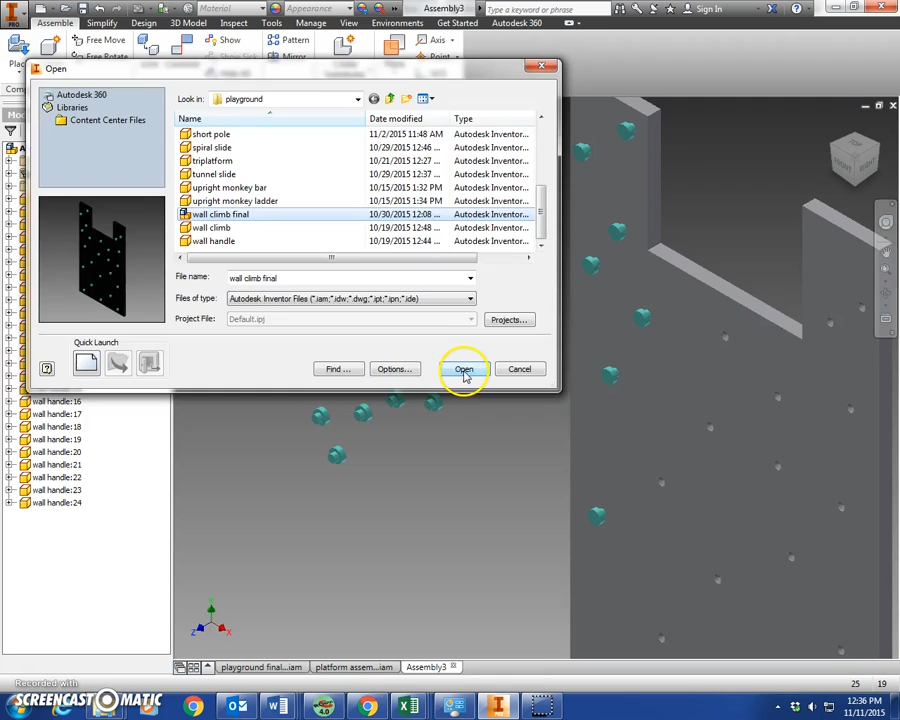 Material
Appearance
Assembly3
Type a keyword or phrase
Sign In
PRO
Assemble Simplify Design 3D Model Inspect Tools Manage View Environments Get Started Autodesk 360
Free Move
Show
Pattern
Axis
Open
Autodesk 360
Libraries
Content Center Files
Look in: playground
Name Date modified Type
short pole 11/2/2015 11:48 AM Autodesk Inventor...
spiral slide 10/29/2015 12:46 ... Autodesk Inventor...
triplatform 10/21/2015 12:27 ... Autodesk Inventor...
tunnel slide 10/29/2015 12:37 ... Autodesk Inventor...
upright monkey bar 10/15/2015 1:32 PM Autodesk Inventor...
upright monkey ladder 10/15/2015 1:34 PM Autodesk Inventor...
wall climb final 10/30/2015 12:08 ... Autodesk Inventor...
wall climb 10/19/2015 12:48 ... Autodesk Inventor...
wall handle 10/19/2015 12:44 ... Autodesk Inventor...
File name: wall climb final
Files of type: Autodesk Inventor Files (*.iam;*.idw;*.dwg;*.ipt;*.ipn;*.ide)
Project File: Default.ipj
Projects...
Quick Launch
Find ... Options... Open Cancel
TOP
FRONT
RIGHT
wall handle:16
wall handle:17
wall handle:18
wall handle:19
wall handle:20
wall handle:21
wall handle:22
wall handle:23
wall handle:24
Y
Z
X
playground final...iam platform assem...iam Assembly3
25 19
Recorded with
SCREENCAST-O-MATIC
12:36 PM
11/11/2015